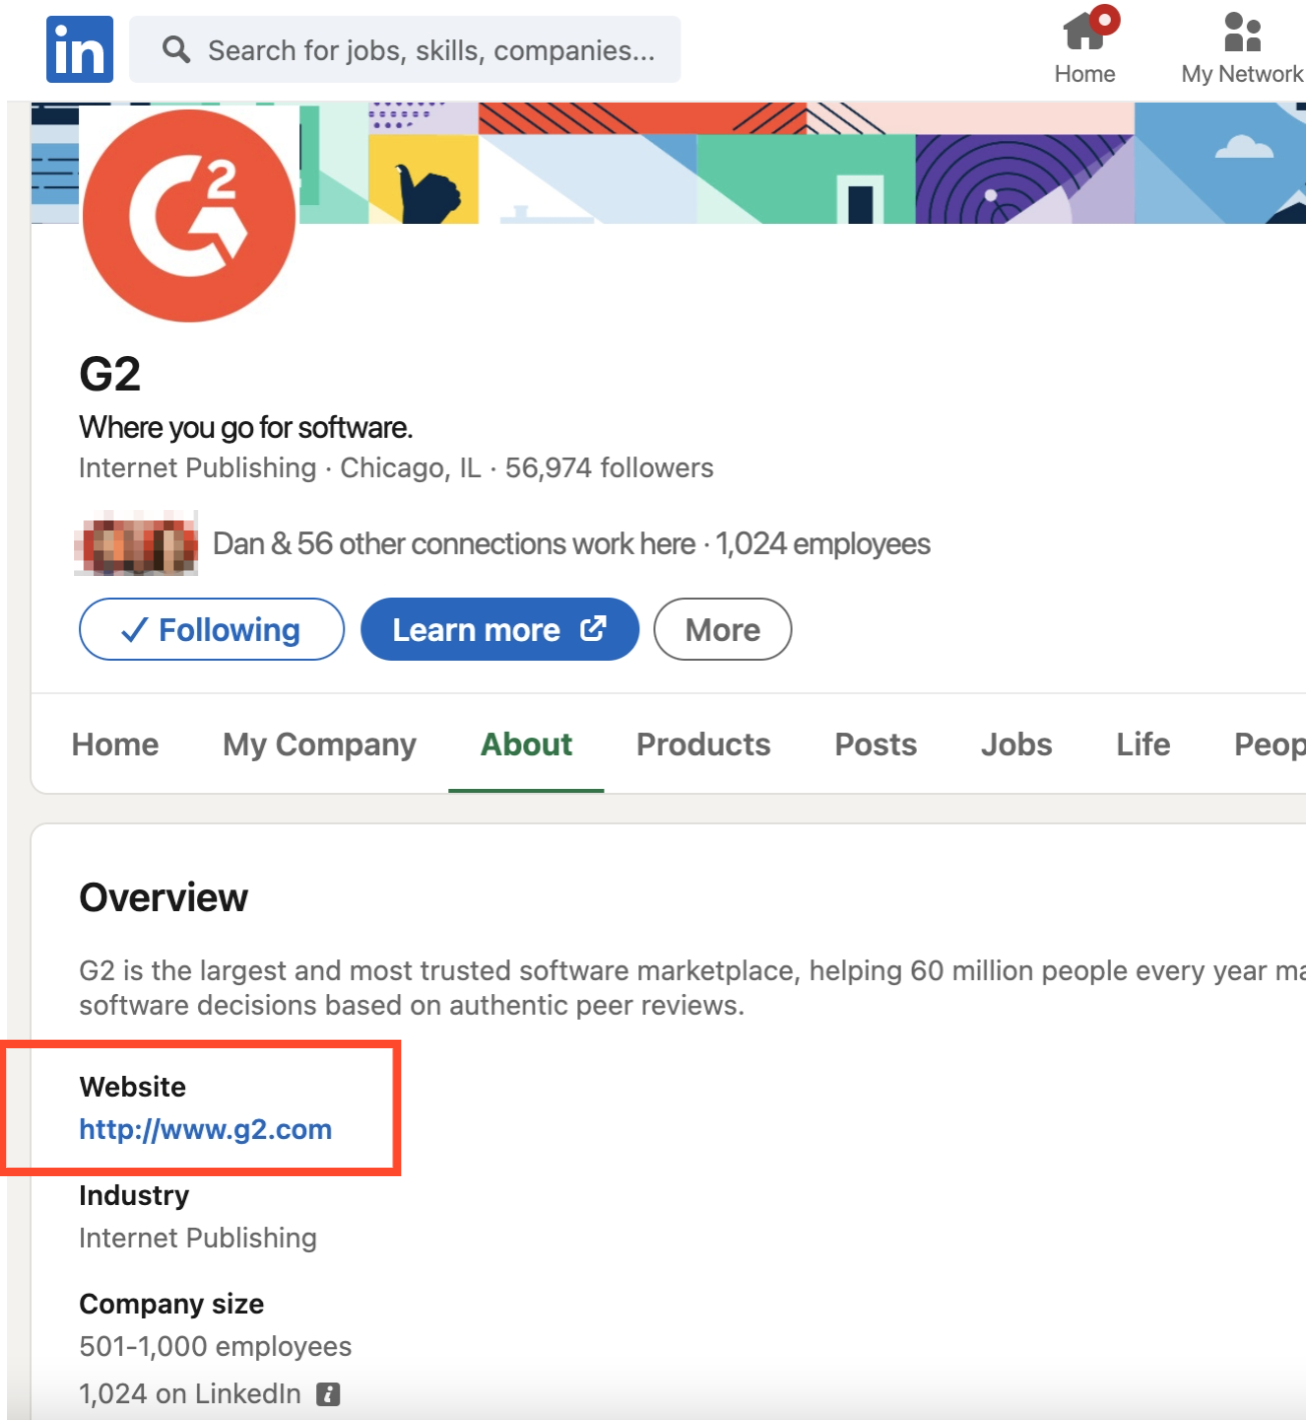 in Search for jobs, skills, companies...
Home My Network
G2
G2
Where you go for software.
Internet Publishing · Chicago, IL · 56,974 followers
Dan & 56 other connections work here · 1,024 employees
✓ Following Learn more More
Home My Company About Products Posts Jobs Life Peop
Overview
G2 is the largest and most trusted software marketplace, helping 60 million people every year ma
software decisions based on authentic peer reviews.
Website
http://www.g2.com
Industry
Internet Publishing
Company size
501-1,000 employees
1,024 on LinkedIn i